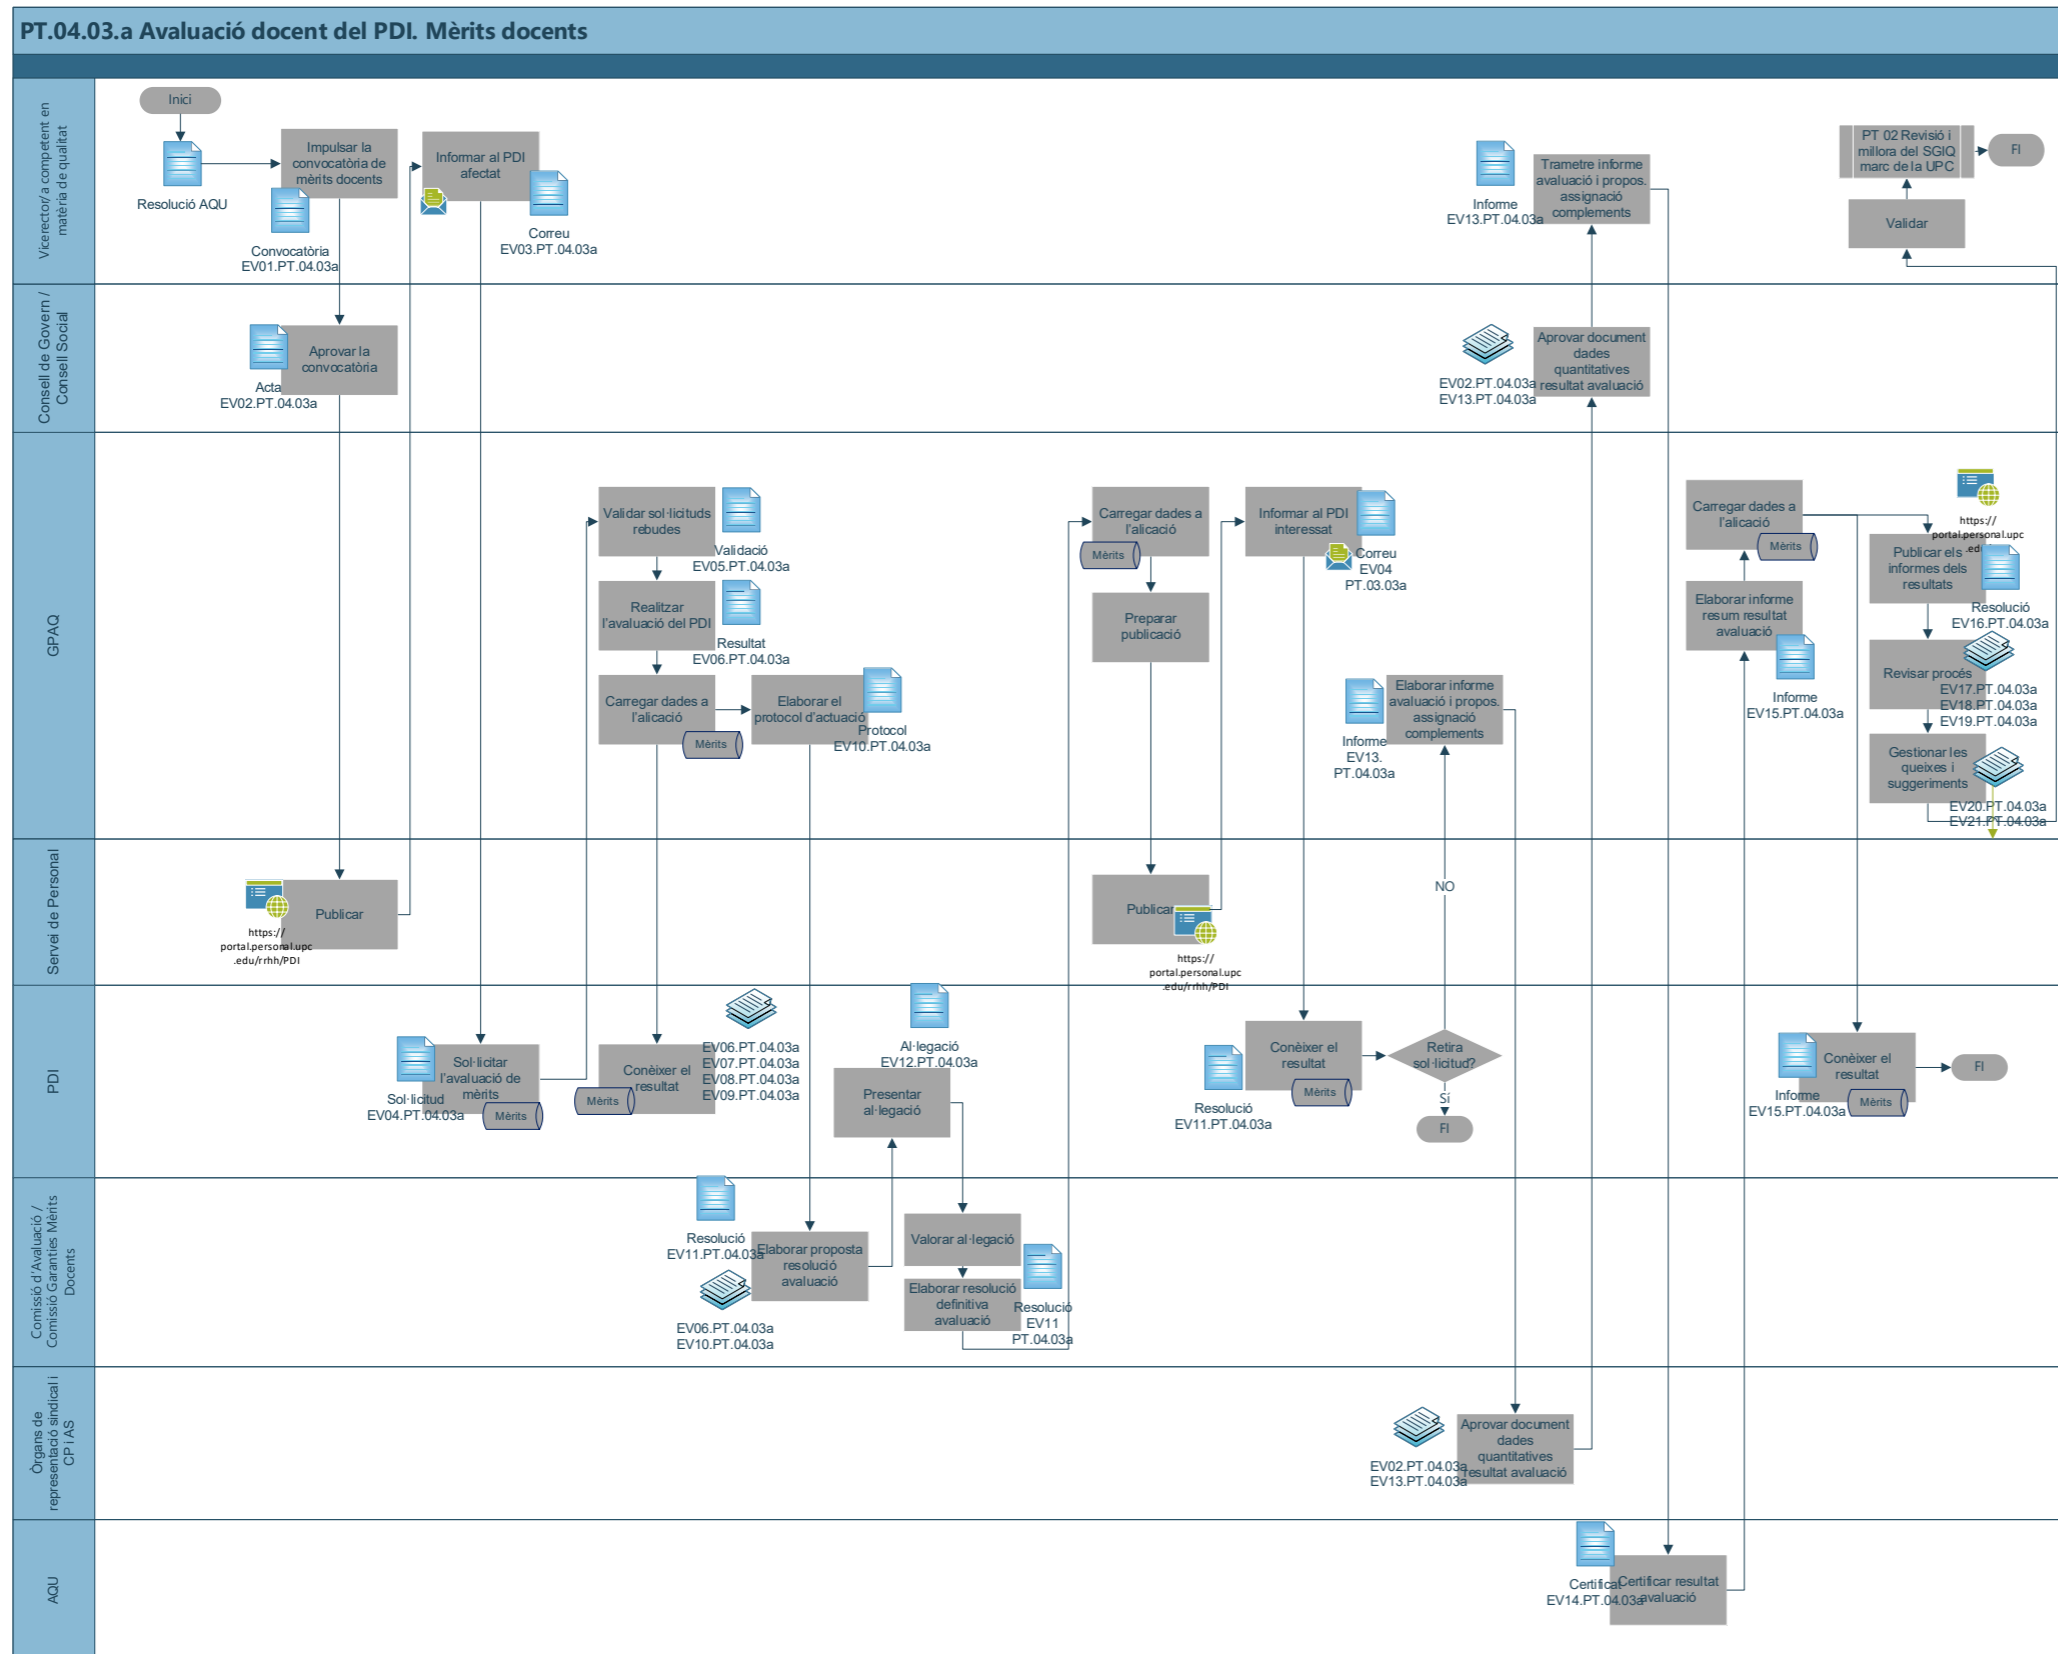 PT.04.03.a Avaluació docent del PDI. Mèrits docents
Vicerector/ a competent en
matèria de qualitat
Inici
Resolució AQU
Impulsar la
convocatòria de
mèrits docents
Convocatòria
EV01.PT.04.03a
Informar al PDI
afectat
Correu
EV03.PT.04.03a
Informe
EV13.PT.04.03a
Trametre informe
avaluació i propos.
assignació
complements
PT 02 Revisió i
millora del SGIQ
marc de la UPC
FI
Validar
Consell de Govern /
Consell Social
Acta
EV02.PT.04.03a
Aprovar la
convocatòria
EV02.PT.04.03a
EV13.PT.04.03a
Aprovar document
dades
quantitatives
resultat avaluació
GPAQ
Validar sol·licituds
rebudes
Validació
EV05.PT.04.03a
Realitzar
l'avaluació del PDI
Resultat
EV06.PT.04.03a
Carregar dades a
l'alicació
Mèrits
Elaborar el
protocol d'actuació
Protocol
EV10.PT.04.03a
Carregar dades a
l'alicació
Mèrits
Preparar
publicació
Informar al PDI
interessat
Correu
EV04
PT.03.03a
Informe
EV13.
PT.04.03a
Elaborar informe
avaluació i propos.
assignació
complements
Carregar dades a
l'alicació
Mèrits
Elaborar informe
resum resultat
avaluació
Informe
EV15.PT.04.03a
https://
portal.personal.upc
.ed
Publicar els
informes dels
resultats
Resolució
EV16.PT.04.03a
Revisar procés
EV17.PT.04.03a
EV18.PT.04.03a
EV19.PT.04.03a
Gestionar les
queixes i
suggeriments
EV20.PT.04.03a
EV21.PT.04.03a
Servei de Personal
Publicar
https://
portal.personal.upc
.edu/rrhh/PDI
Publicar
https://
portal.personal.upc
.edu/rrhh/PDI
NO
PDI
Sol·licitud
EV04.PT.04.03a
Sol·licitar
l'avaluació de
mèrits
Mèrits
Conèixer el
resultat
Mèrits
EV06.PT.04.03a
EV07.PT.04.03a
EV08.PT.04.03a
EV09.PT.04.03a
Al·legació
EV12.PT.04.03a
Presentar
al·legació
Resolució
EV11.PT.04.03a
Conèixer el
resultat
Mèrits
Retira
sol·licitud?
Sí
FI
Informe
EV15.PT.04.03a
Conèixer el
resultat
Mèrits
FI
Comissió d'Avaluació /
Comissió Garanties Mèrits
Docents
Resolució
EV11.PT.04.03a
EV06.PT.04.03a
EV10.PT.04.03a
Elaborar proposta
resolució
avaluació
Valorar al·legació
Elaborar resolució
definitiva
avaluació
Resolució
EV11
PT.04.03a
Òrgans de
representació sindical i
CP i AS
EV02.PT.04.03a
EV13.PT.04.03a
Aprovar document
dades
quantitatives
resultat avaluació
AQU
Certificat
EV14.PT.04.03a
Certificar resultat
avaluació